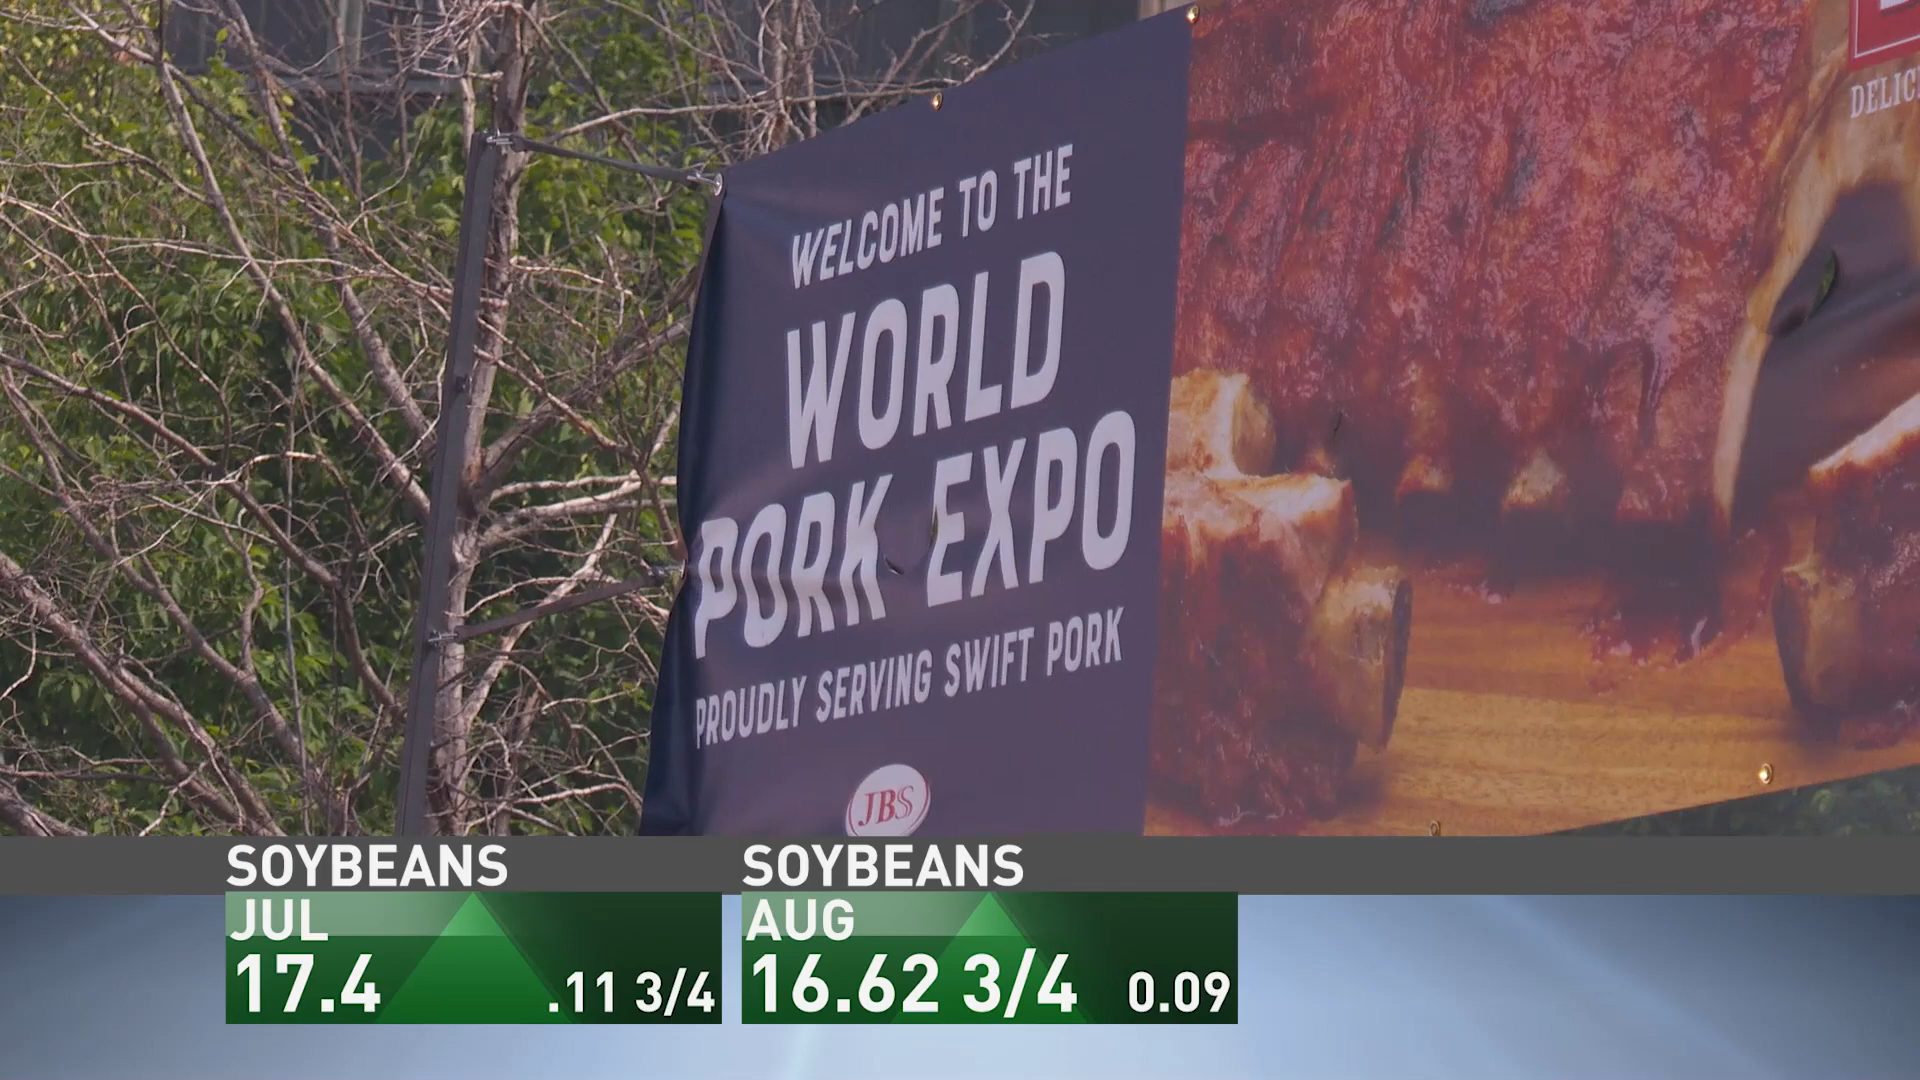 WELCOME TO THE
WORLD
PORK EXPO
PROUDLY SERVING SWIFT PORK
JBS
SOYBEANS
JUL
17.4 .11 3/4
SOYBEANS
AUG
16.62 3/4 0.09